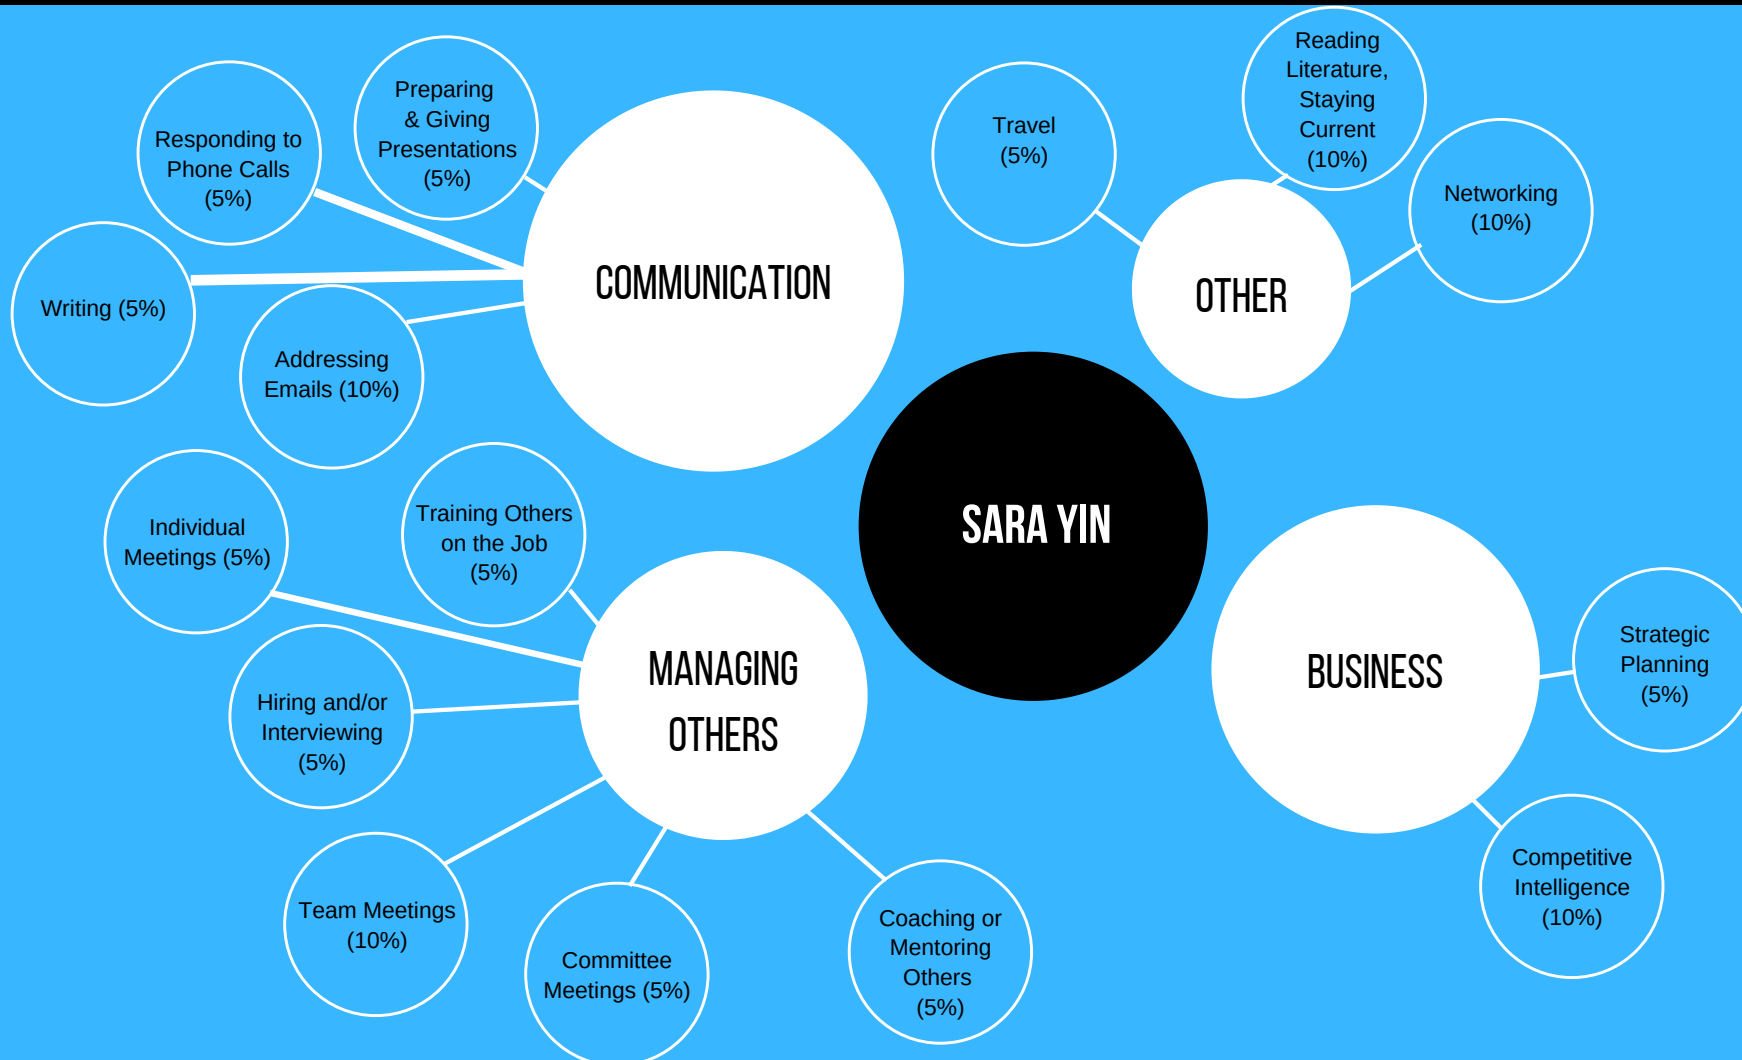 Preparing
& Giving
Presentations
(5%)
Responding to
Phone Calls
(5%)
Writing (5%)
Addressing
Emails (10%)
COMMUNICATION
Travel
(5%)
Reading
Literature,
Staying
Current
(10%)
Networking
(10%)
OTHER
SARA YIN
Individual
Meetings (5%)
Training Others
on the Job
(5%)
Hiring and/or
Interviewing
(5%)
MANAGING
OTHERS
Team Meetings
(10%)
Committee
Meetings (5%)
Coaching or
Mentoring
Others
(5%)
BUSINESS
Strategic
Planning
(5%)
Competitive
Intelligence
(10%)